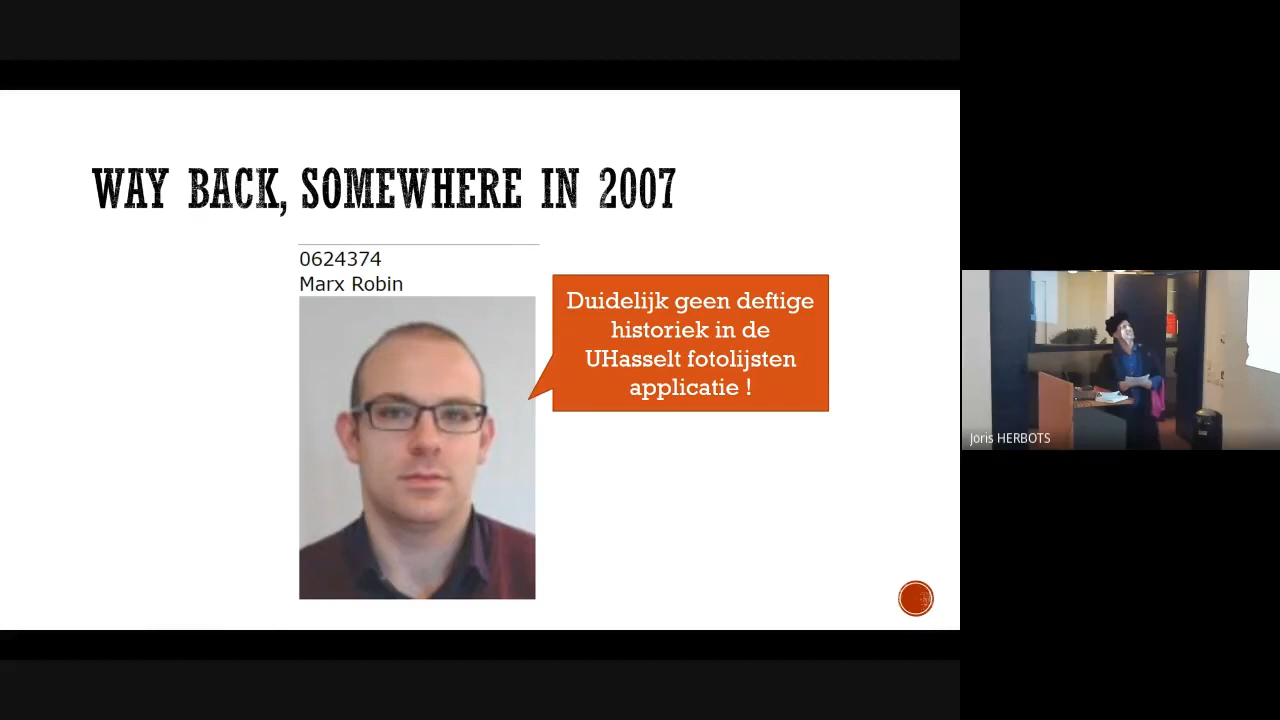 WAY BACK, SOMEWHERE IN 2007
0624374
Marx Robin
Duidelijk geen deftige
historiek in de
UHasselt fotolijsten
applicatie !
Joris HERBOTS